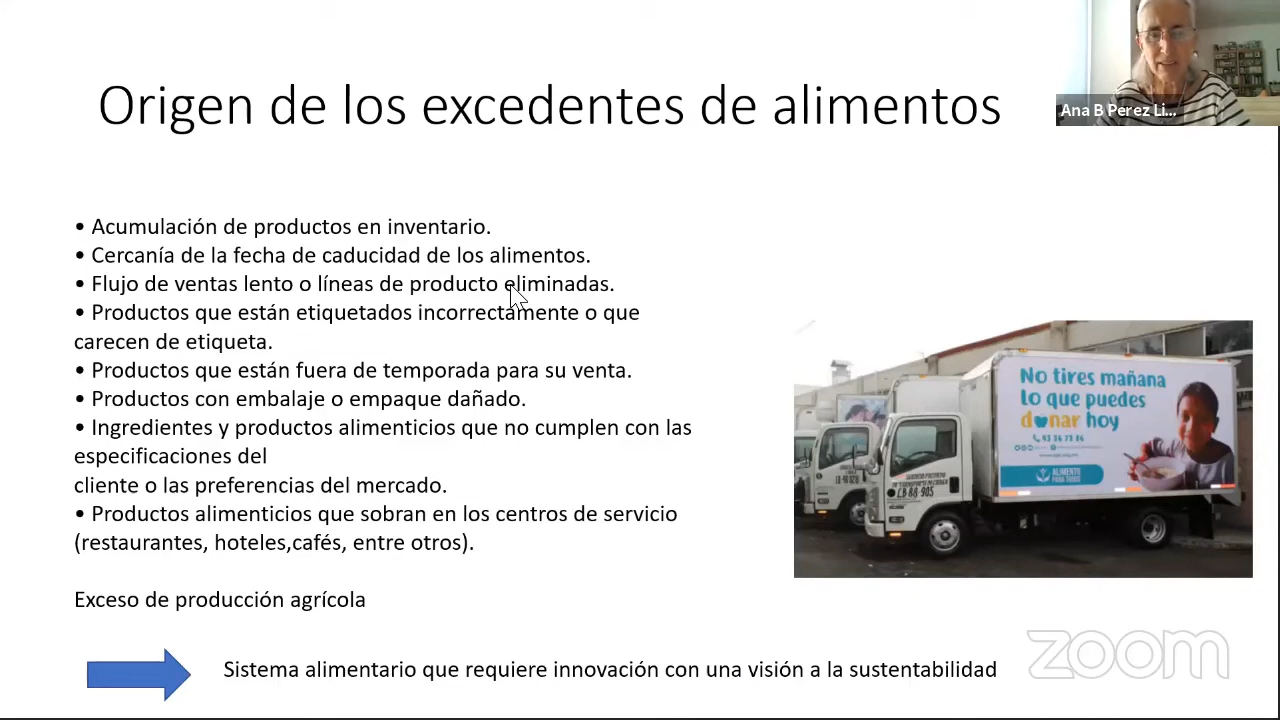 Origen de los excedentes de alimentos
Ana B Perez Li...
• Acumulación de productos en inventario.
• Cercanía de la fecha de caducidad de los alimentos.
• Flujo de ventas lento o líneas de producto eliminadas.
• Productos que están etiquetados incorrectamente o que
carecen de etiqueta.
• Productos que están fuera de temporada para su venta.
• Productos con embalaje o empaque dañado.
• Ingredientes y productos alimenticios que no cumplen con las
especificaciones del
cliente o las preferencias del mercado.
• Productos alimenticios que sobran en los centros de servicio
(restaurantes, hoteles,cafés, entre otros).
Exceso de producción agrícola
No tires mañana
lo que puedes
donar hoy
ALIMENTO
PARA TODOS
LB 88-905
Sistema alimentario que requiere innovación con una visión a la sustentabilidad
zoom